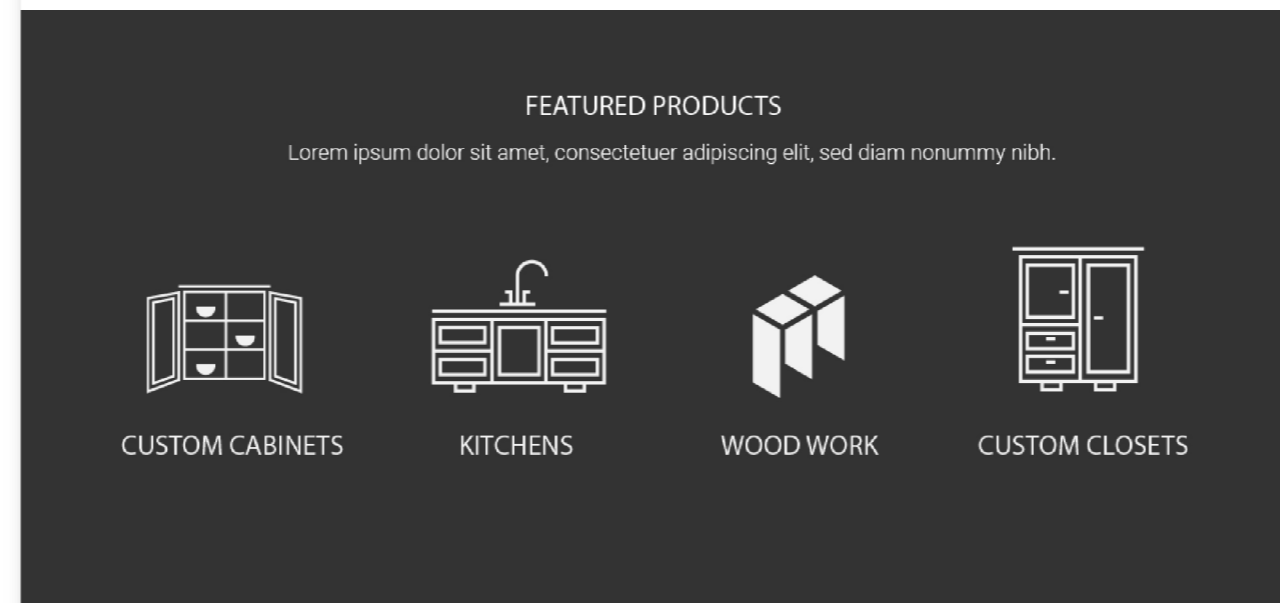 FEATURED PRODUCTS
Lorem ipsum dolor sit amet, consectetuer adipiscing elit, sed diam nonummy nibh.
CUSTOM CABINETS
KITCHENS
WOOD WORK
CUSTOM CLOSETS